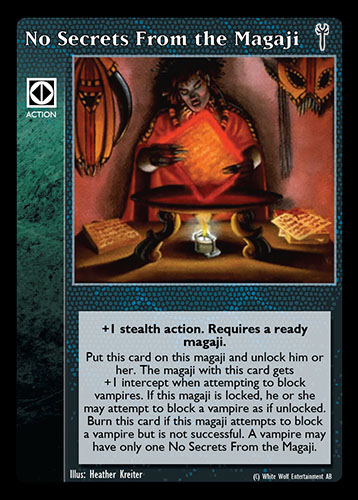 No Secrets From the Magaji
ACTION
+1 stealth action. Requires a ready
magaji.
Put this card on this magaji and unlock him or
her. The magaji with this card gets
+1 intercept when attempting to block
vampires. If this magaji is locked, he or she
may attempt to block a vampire as if unlocked.
Burn this card if this magaji attempts to block
a vampire but is not successful. A vampire may
have only one No Secrets From the Magaji.
Illus: Heather Kreiter
(C) White Wolf Entertainment AB